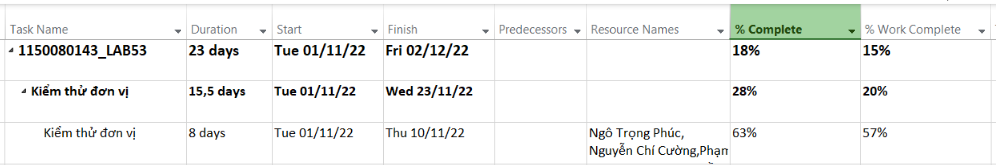 Task Name Duration Start Finish Predecessors Resource Names % Complete % Work Complete
1150080143_LAB53 23 days Tue 01/11/22 Fri 02/12/22 18% 15%
Kiểm thử đơn vị 15,5 days Tue 01/11/22 Wed 23/11/22 28% 20%
Kiểm thử đơn vị 8 days Tue 01/11/22 Thu 10/11/22 Ngô Trọng Phúc, 63% 57%
Nguyễn Chí Cường,Phạm